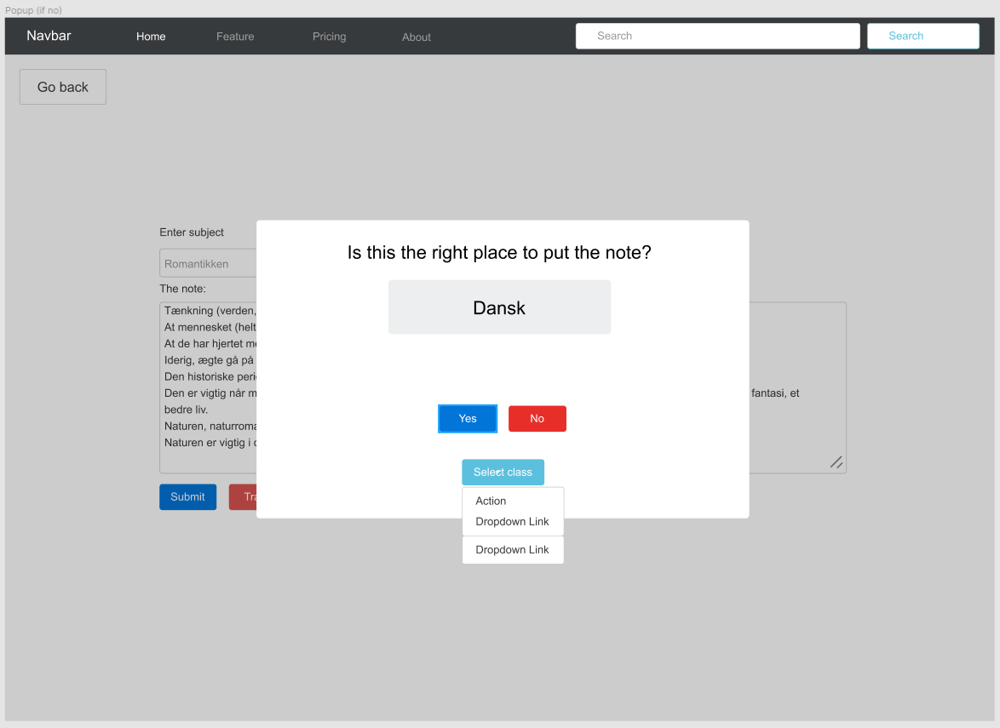 Popup (if no)
Navbar Home Feature Pricing About Search Search
Go back
Enter subject
Romantikken
The note:
Tænkning (verden,
At mennesket (helt
At de har hjertet
Iderig, ægte gå på
Den historiske
Den er vigtig når fantasi, et
bedre liv.
Naturen,
Naturen er vigtig i
Submit
Is this the right place to put the note?
Dansk
Yes No
Select class
Action
Dropdown Link
Dropdown Link